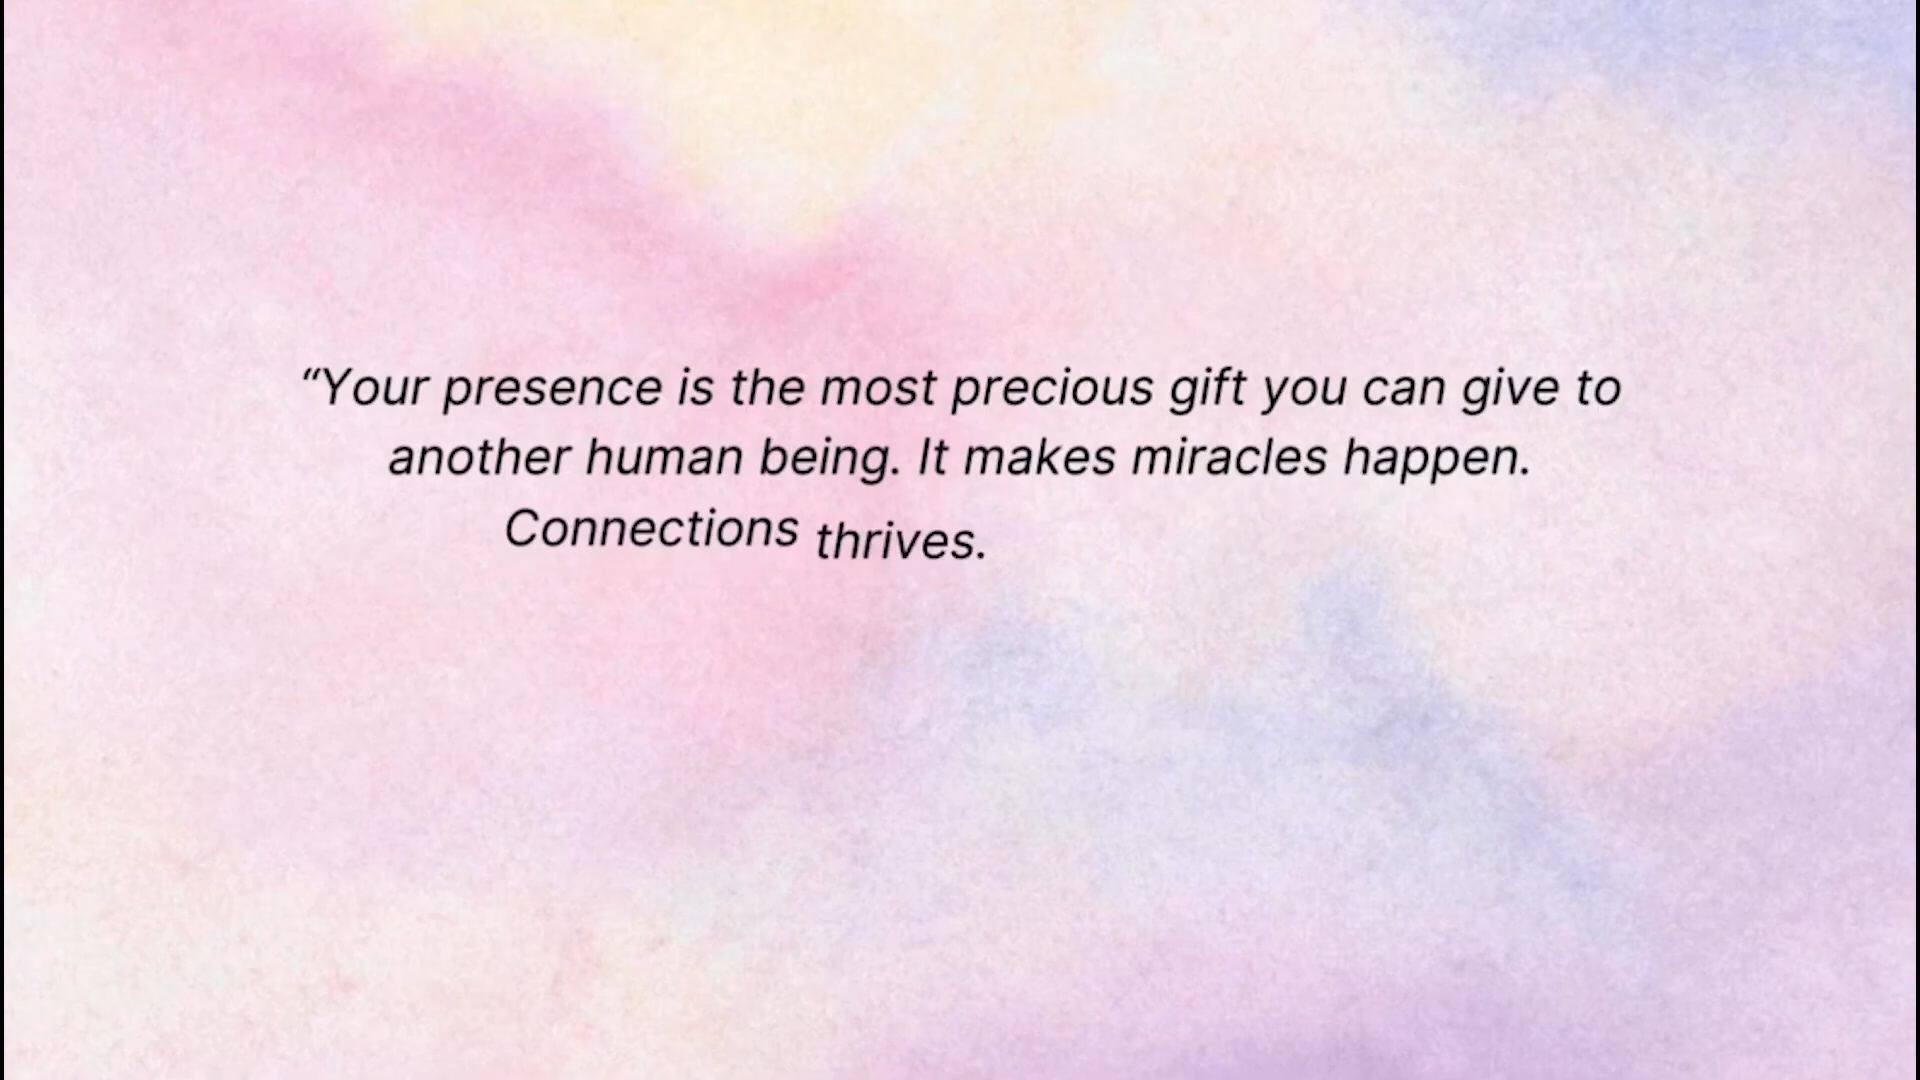 “Your presence is the most precious gift you can give to
another human being. It makes miracles happen.
Connections thrives.